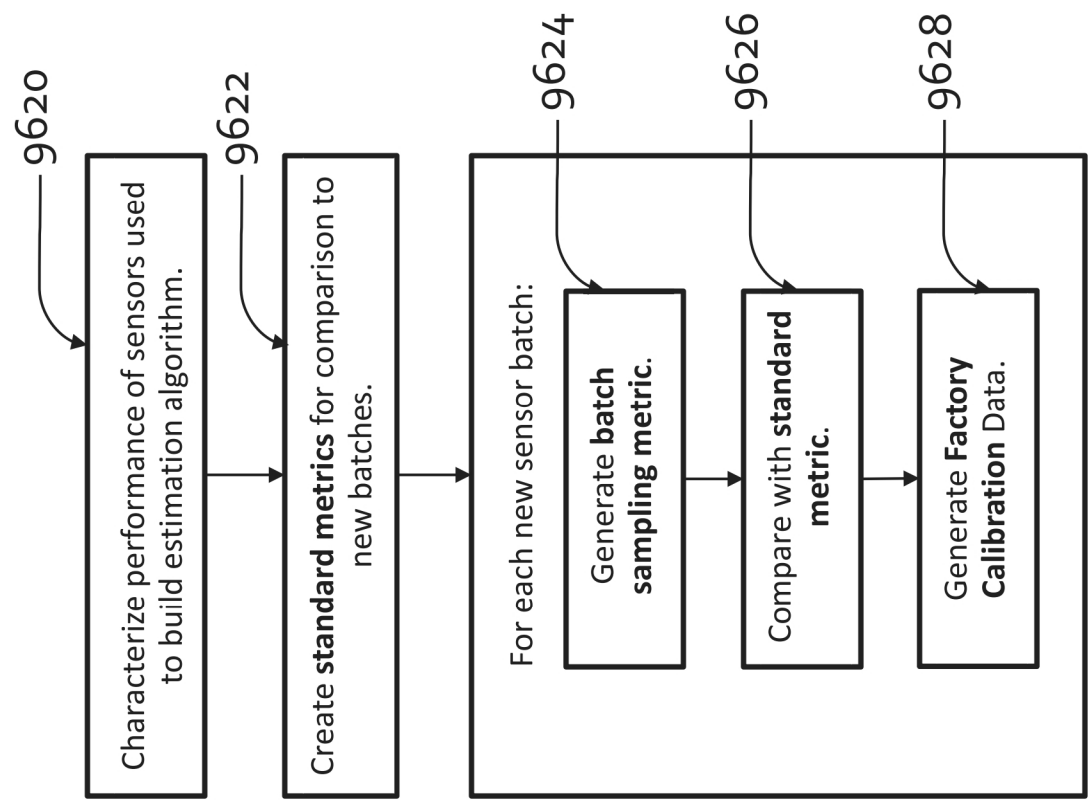 9620
Characterize performance of sensors used
to build estimation algorithm.
9622
Create standard metrics for comparison to
new batches.
For each new sensor batch:
9624
Generate batch
sampling metric.
9626
Compare with standard
metric.
9628
Generate Factory
Calibration Data.